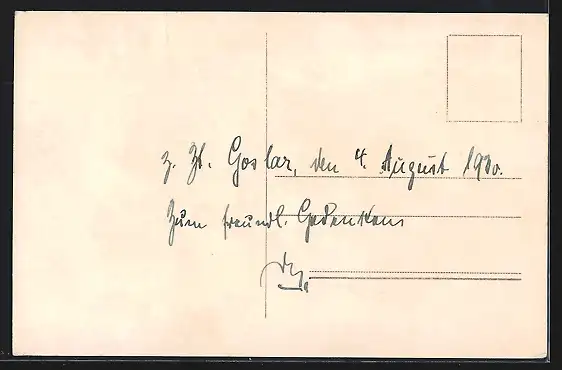 z. Zt. Goslar, den 4. August 1930.
Zum freundl. Gedenken